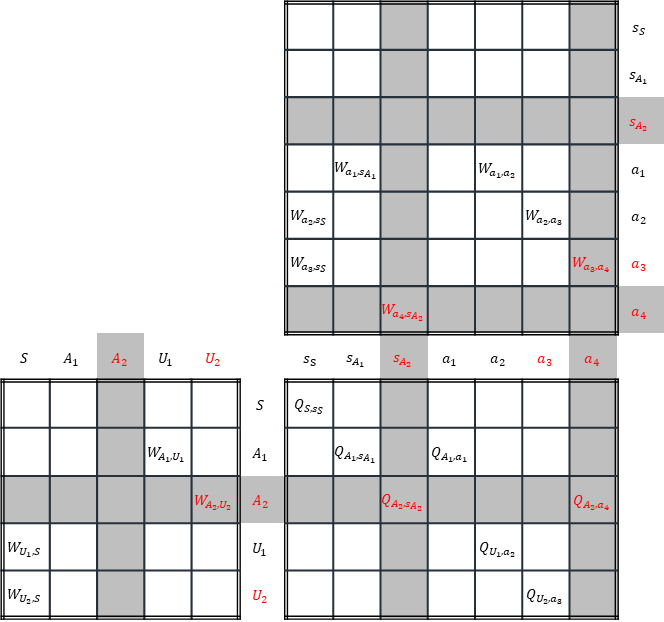 s_S
s_{A_1}
s_{A_2}
W_{a_1,s_{A_1}} W_{a_1,a_2} a_1
W_{a_2,s_S} W_{a_2,a_3} a_2
W_{a_3,s_S} W_{a_3,a_4} a_3
W_{a_4,s_{A_2}} a_4
S A_1 A_2 U_1 U_2 s_S s_{A_1} s_{A_2} a_1 a_2 a_3 a_4
S Q_{S,s_S}
W_{A_1,U_1} A_1 Q_{A_1,s_{A_1}} Q_{A_1,a_1}
W_{A_2,U_2} A_2 Q_{A_2,s_{A_2}} Q_{A_2,a_4}
W_{U_1,S} U_1 Q_{U_1,a_2}
W_{U_2,S} U_2 Q_{U_2,a_3}